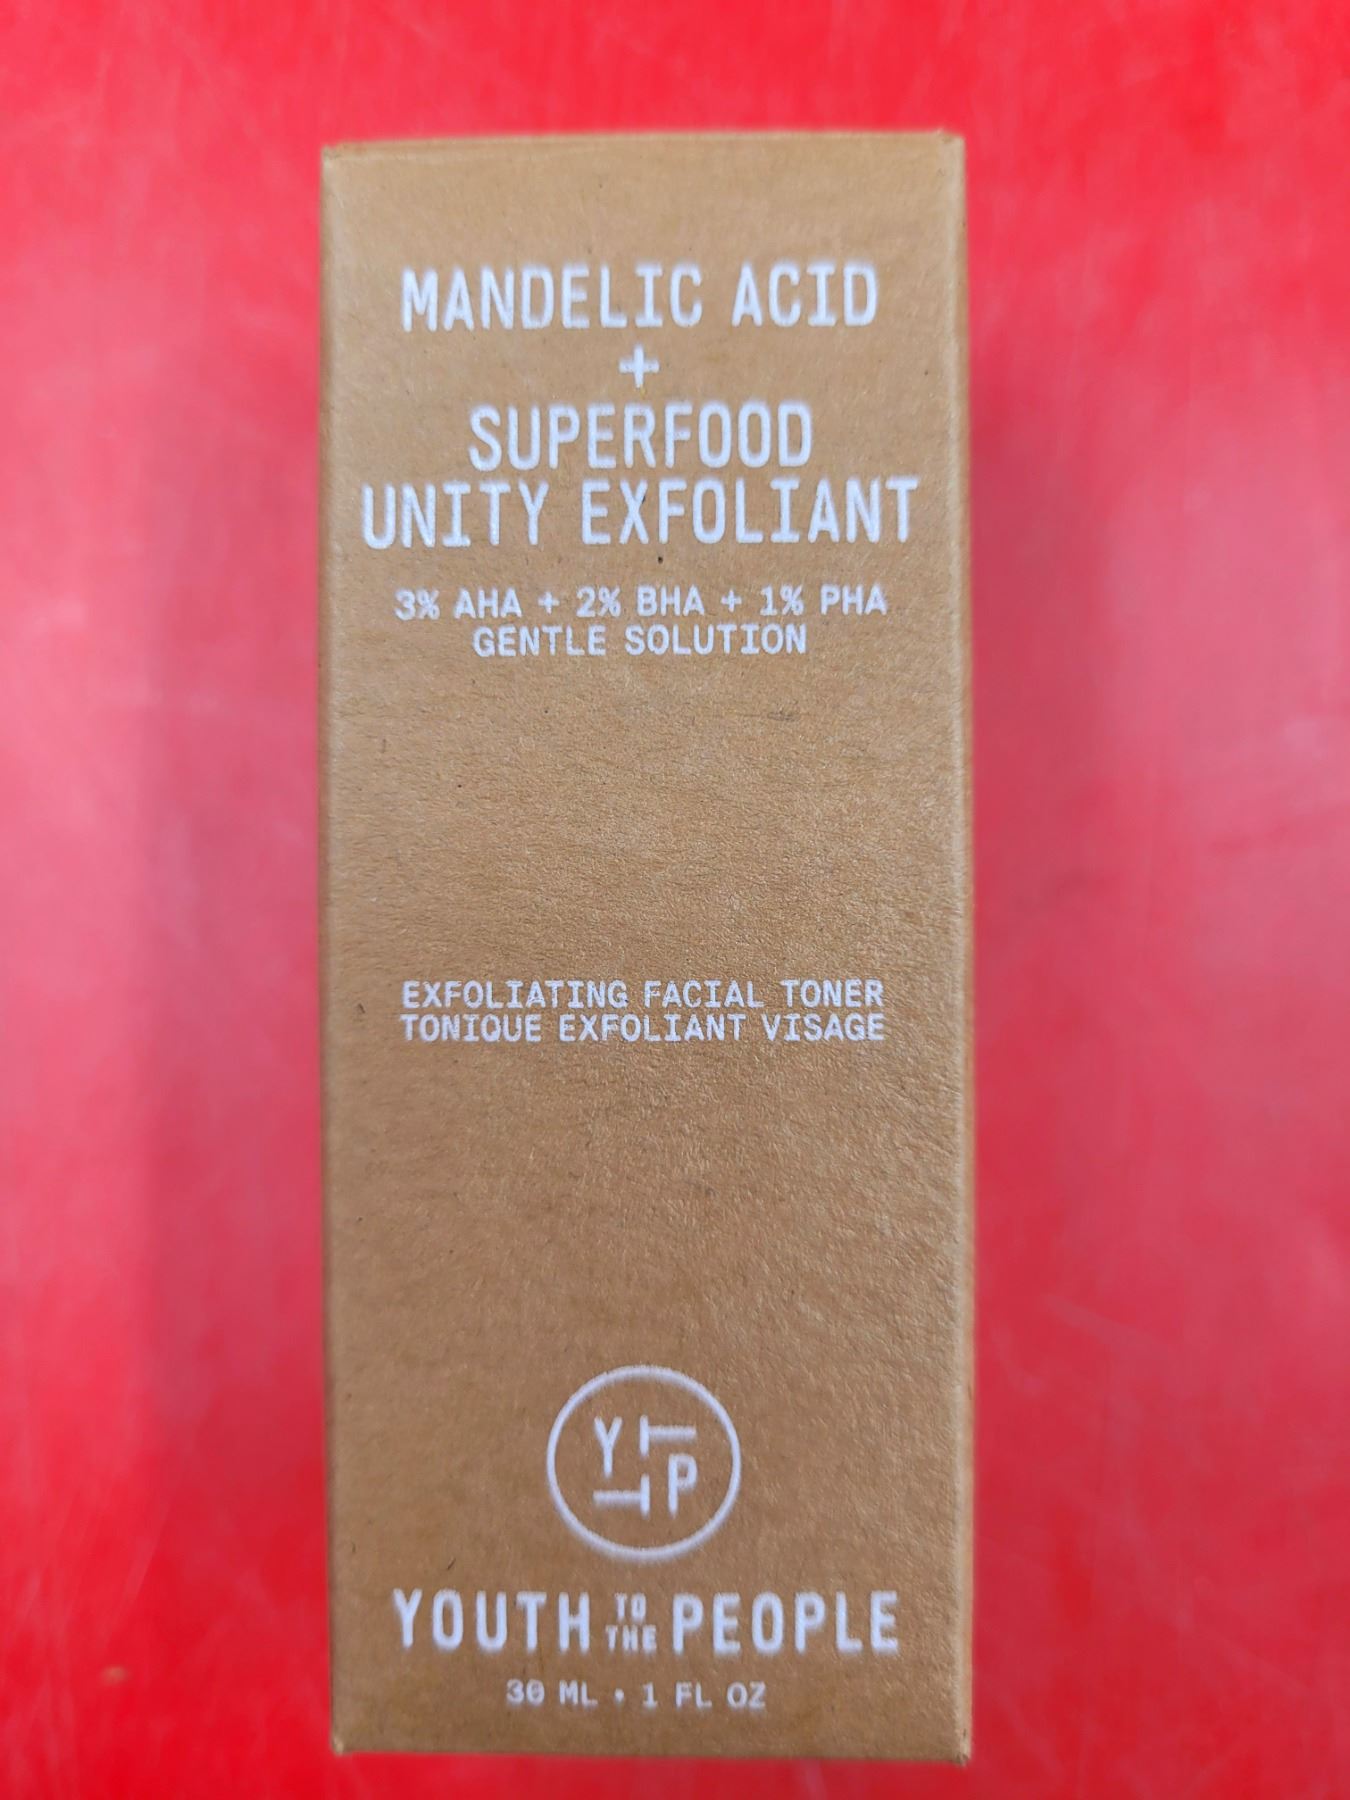 MANDELIC ACID
+
SUPERFOOD
UNITY EXFOLIANT
3% AHA + 2% BHA + 1% PHA
GENTLE SOLUTION
EXFOLIATING FACIAL TONER
TONIQUE EXFOLIANT VISAGE
YTTP
YOUTH TO THE PEOPLE
30 ML • 1 FL OZ